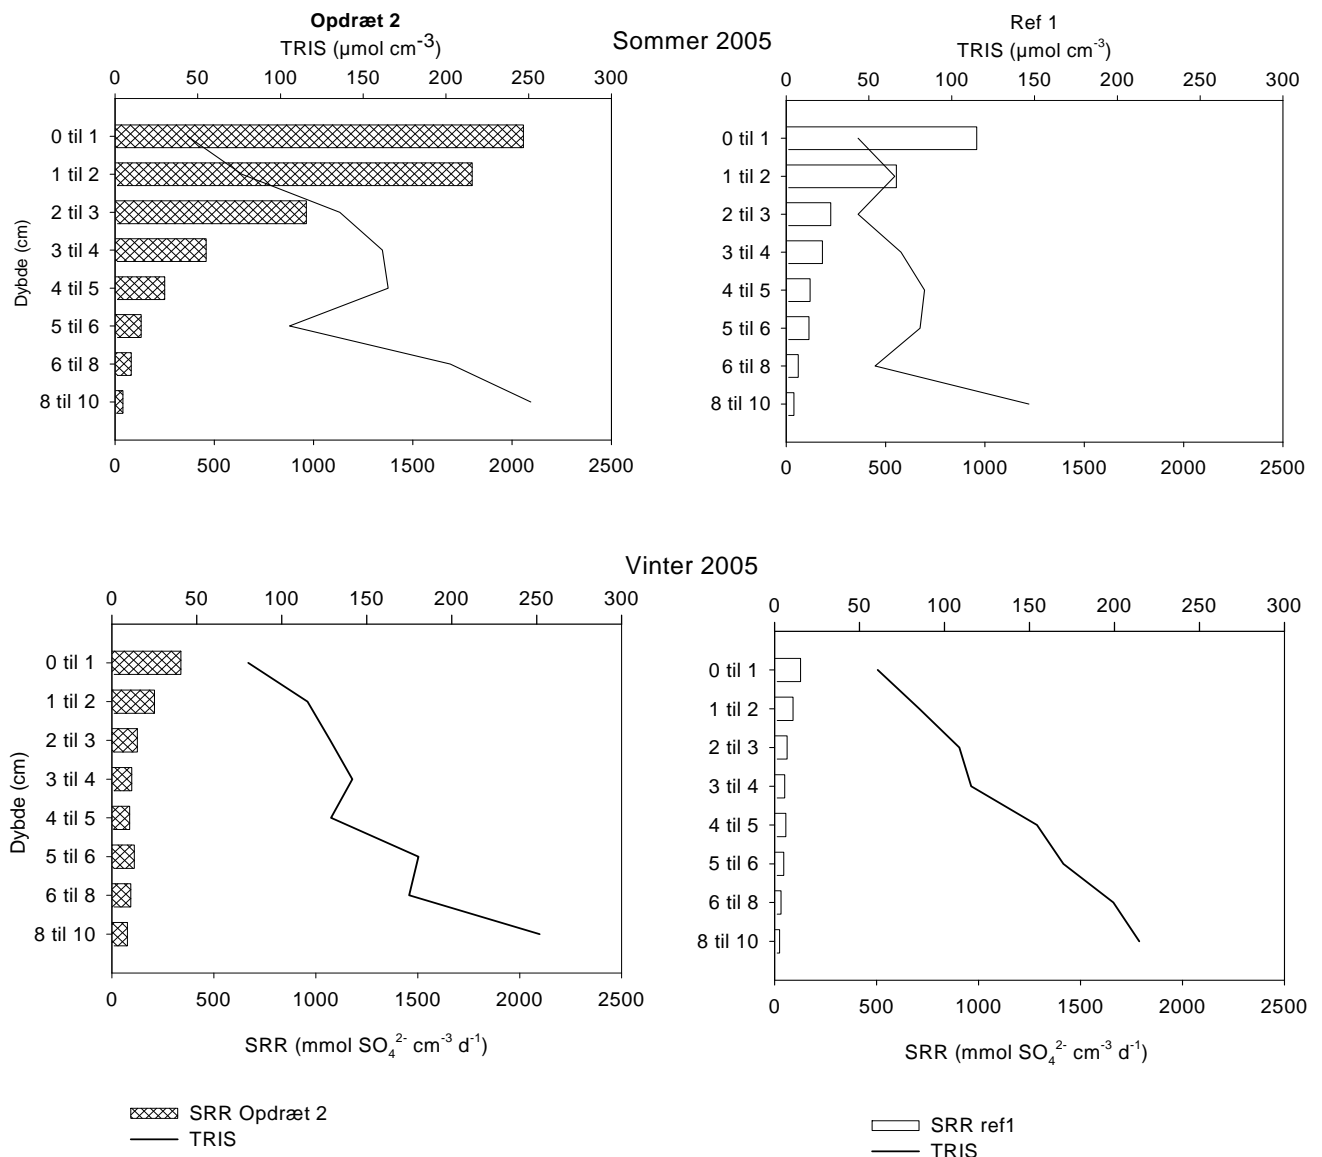 Opdræt 2
TRIS (µmol cm-3)
Sommer 2005
Ref 1
TRIS (µmol cm-3)
0 50 100 150 200 250 300
0 50 100 150 200 250 300
Dybde (cm)
0 til 1
1 til 2
2 til 3
3 til 4
4 til 5
5 til 6
6 til 8
8 til 10
0 500 1000 1500 2000 2500
0 til 1
1 til 2
2 til 3
3 til 4
4 til 5
5 til 6
6 til 8
8 til 10
0 500 1000 1500 2000 2500
Vinter 2005
0 50 100 150 200 250 300
0 50 100 150 200 250 300
Dybde (cm)
0 til 1
1 til 2
2 til 3
3 til 4
4 til 5
5 til 6
6 til 8
8 til 10
0 500 1000 1500 2000 2500
SRR (mmol SO4 2- cm-3 d-1)
0 til 1
1 til 2
2 til 3
3 til 4
4 til 5
5 til 6
6 til 8
8 til 10
0 500 1000 1500 2000 2500
SRR (mmol SO4 2- cm-3 d-1)
SRR Opdræt 2
TRIS
SRR ref1
TRIS